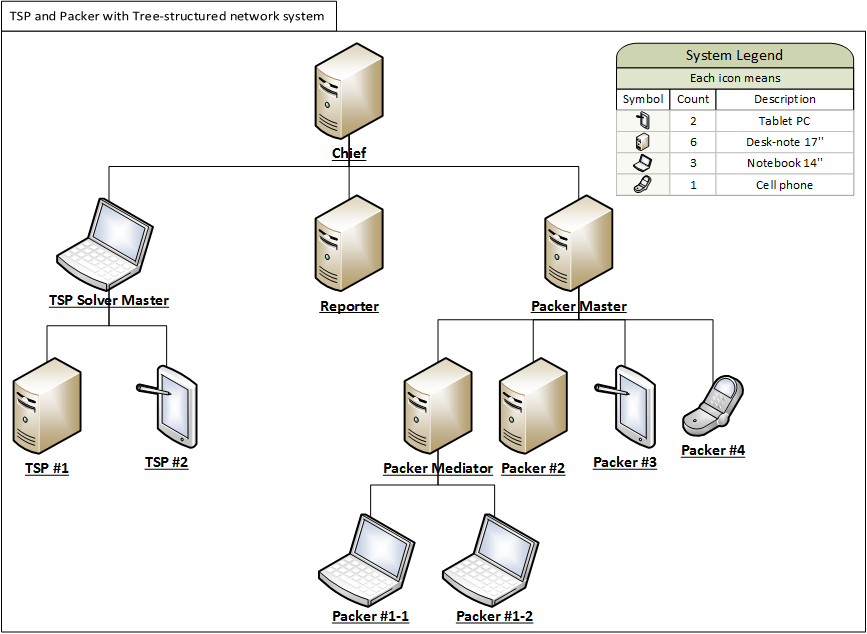 TSP and Packer with Tree-structured network system
System Legend
Each icon means
Symbol Count Description
2 Tablet PC
6 Desk-note 17"
3 Notebook 14"
1 Cell phone
Chief
TSP Solver Master
Reporter
Packer Master
TSP #1
TSP #2
Packer Mediator
Packer #2
Packer #3
Packer #4
Packer #1-1
Packer #1-2